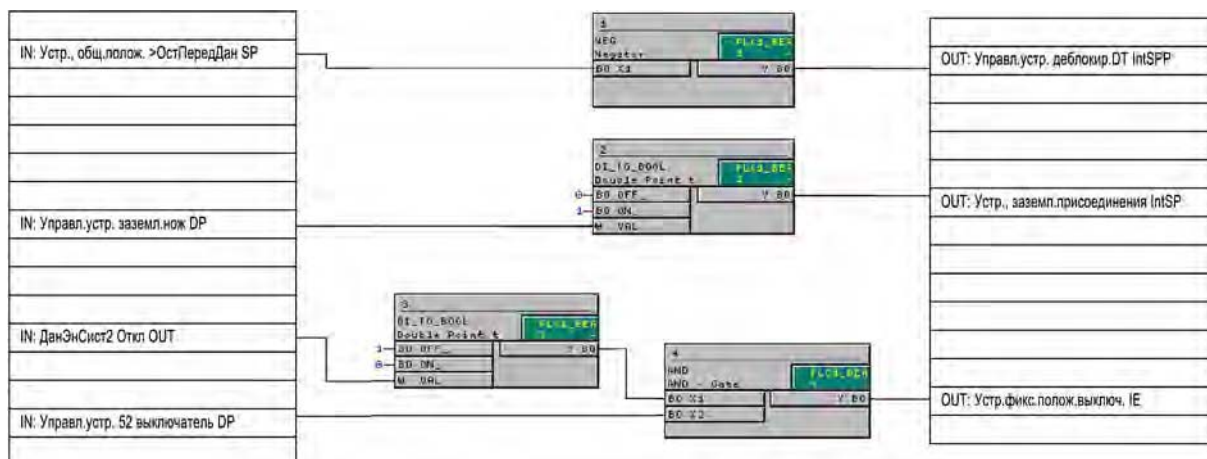 IN: Устр., общ.полож. >ОстПередДан SP
IN: Управл.устр. заземл.нож DP
IN: ДанЭнСист2 Откл OUT
IN: Управл.устр. 52 выключатель DP
1
NEG
Negator
BO X1
Y BO
2
DI_TO_BOOL
Double Point t
0 BO OFF_
Y BO
1 BO ON_
W VAL
3
DI_TO_BOOL
Double Point t
1 BO OFF_
Y BO
0 BO ON_
W VAL
4
AND
AND - Gate
BO X1
Y BO
BO X2
OUT: Управл.устр. деблокир.DT IntSPP
OUT: Устр., заземл.присоединения IntSP
OUT: Устр.фикс.полож.выключ. IE